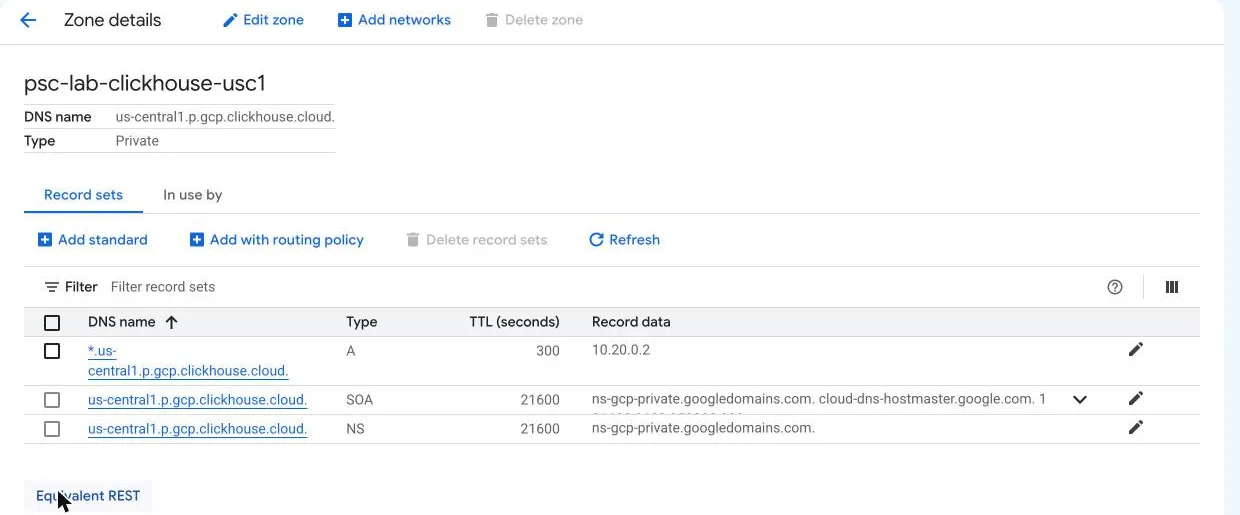 Zone details
Edit zone
Add networks
Delete zone
psc-lab-clickhouse-usc1
DNS name us-central1.p.gcp.clickhouse.cloud.
Type Private
Record sets
In use by
Add standard
Add with routing policy
Delete record sets
Refresh
Filter Filter record sets
DNS name Type TTL (seconds) Record data
*.us-
central1.p.gcp.clickhouse.cloud. A 300 10.20.0.2
us-central1.p.gcp.clickhouse.cloud. SOA 21600 ns-gcp-private.googledomains.com. cloud-dns-hostmaster.google.com. 1
us-central1.p.gcp.clickhouse.cloud. NS 21600 ns-gcp-private.googledomains.com.
Equivalent REST